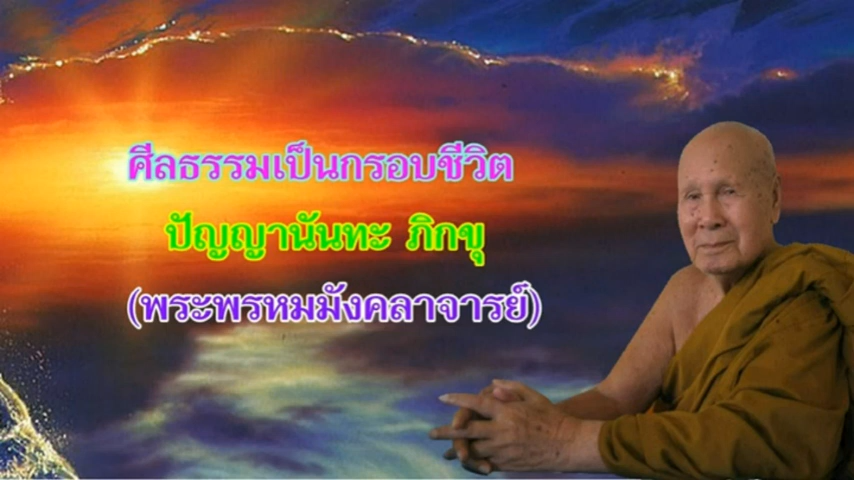 ศีลธรรมเป็นกรอบชีวิต
ปัญญานันทะ ภิกขุ
(พระพรหมมังคลาจารย์)